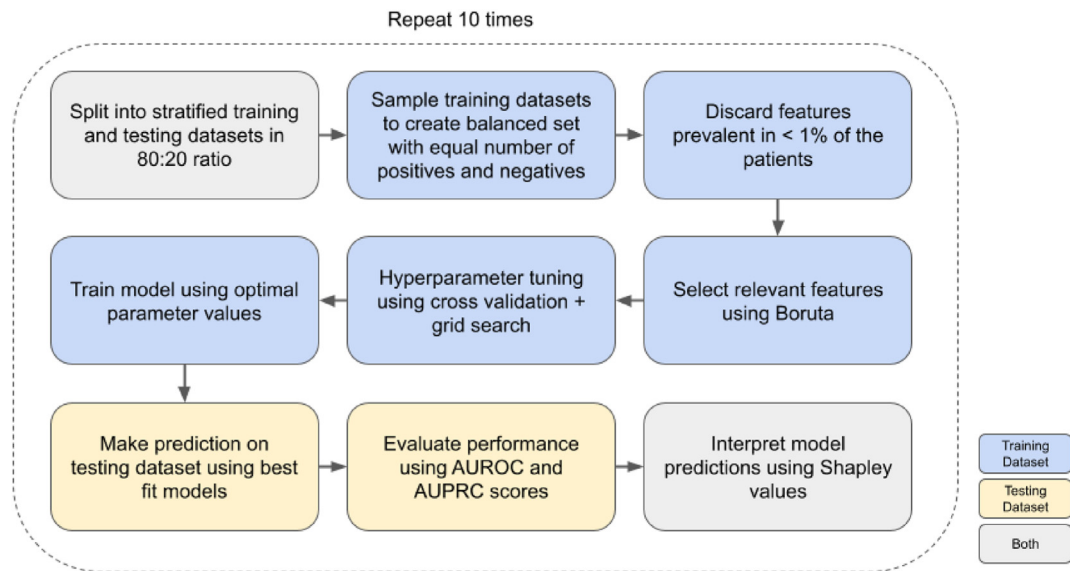 Repeat 10 times
Split into stratified training
and testing datasets in
80:20 ratio
Sample training datasets
to create balanced set
with equal number of
positives and negatives
Discard features
prevalent in < 1% of the
patients
Train model using optimal
parameter values
Hyperparameter tuning
using cross validation +
grid search
Select relevant features
using Boruta
Make prediction on
testing dataset using best
fit models
Evaluate performance
using AUROC and
AUPRC scores
Interpret model
predictions using Shapley
values
Training
Dataset
Testing
Dataset
Both